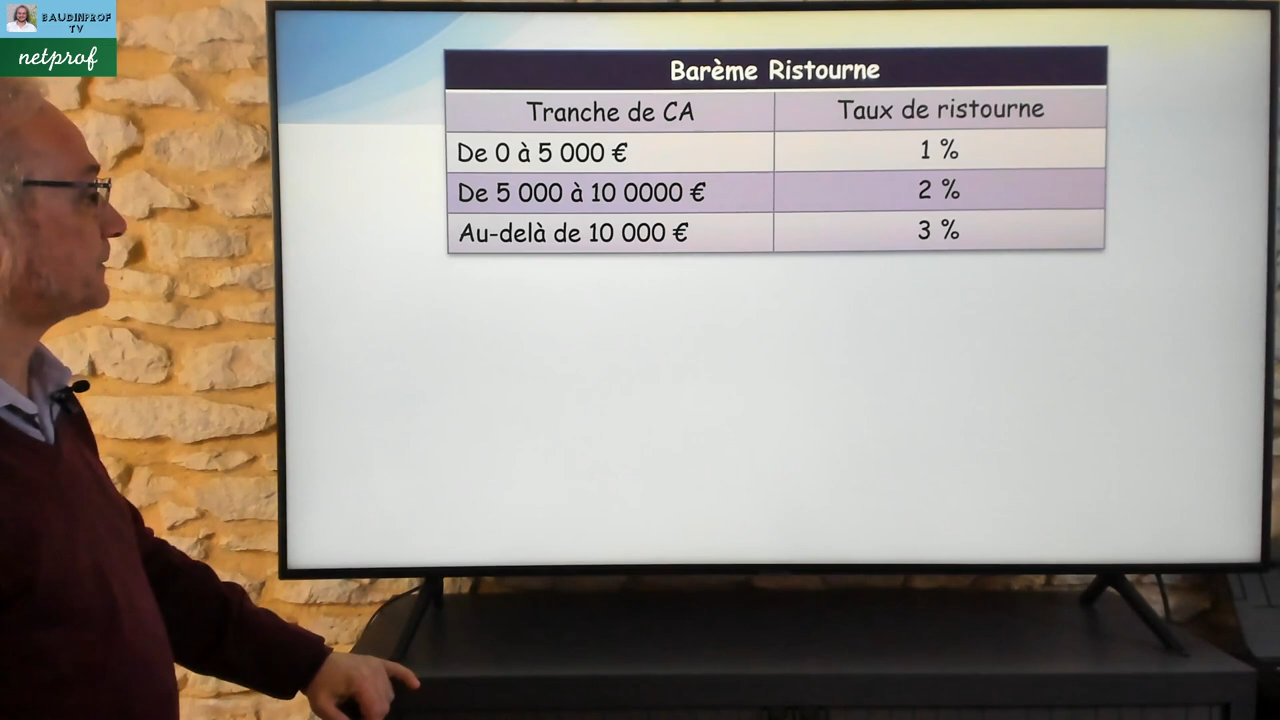 BAUDINPROF
TV
netprof
Barème Ristourne
Tranche de CA
Taux de ristourne
De 0 à 5 000 €
1 %
De 5 000 à 10 0000 €
2 %
Au-delà de 10 000 €
3 %